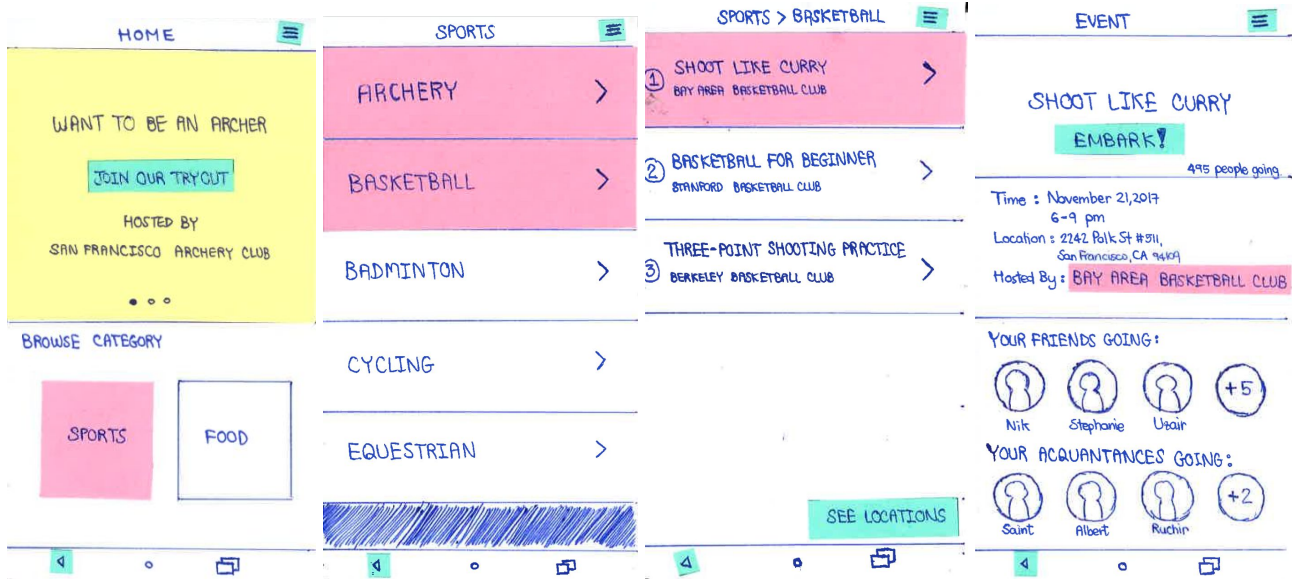 HOME
WANT TO BE AN ARCHER
JOIN OUR TRYOUT
HOSTED BY
SAN FRANCISCO ARCHERY CLUB
BROWSE CATEGORY
SPORTS
FOOD
SPORTS
ARCHERY
BASKETBALL
BADMINTON
CYCLING
EQUESTRIAN
SPORTS > BASKETBALL
1 SHOOT LIKE CURRY
BAY AREA BASKETBALL CLUB
2 BASKETBALL FOR BEGINNER
STANFORD BASKETBALL CLUB
3 THREE-POINT SHOOTING PRACTICE
BERKELEY BASKETBALL CLUB
SEE LOCATIONS
EVENT
SHOOT LIKE CURRY
EMBARK!
495 people going
Time : November 21, 2017
6-9 pm
Location : 2242 Polk St #511,
San Francisco, CA 94109
Hosted By : BAY AREA BASKETBALL CLUB
YOUR FRIENDS GOING:
+5
Nik Stephanie Uzair
YOUR ACQUANTANCES GOING:
+2
Saint Albert Ruchir